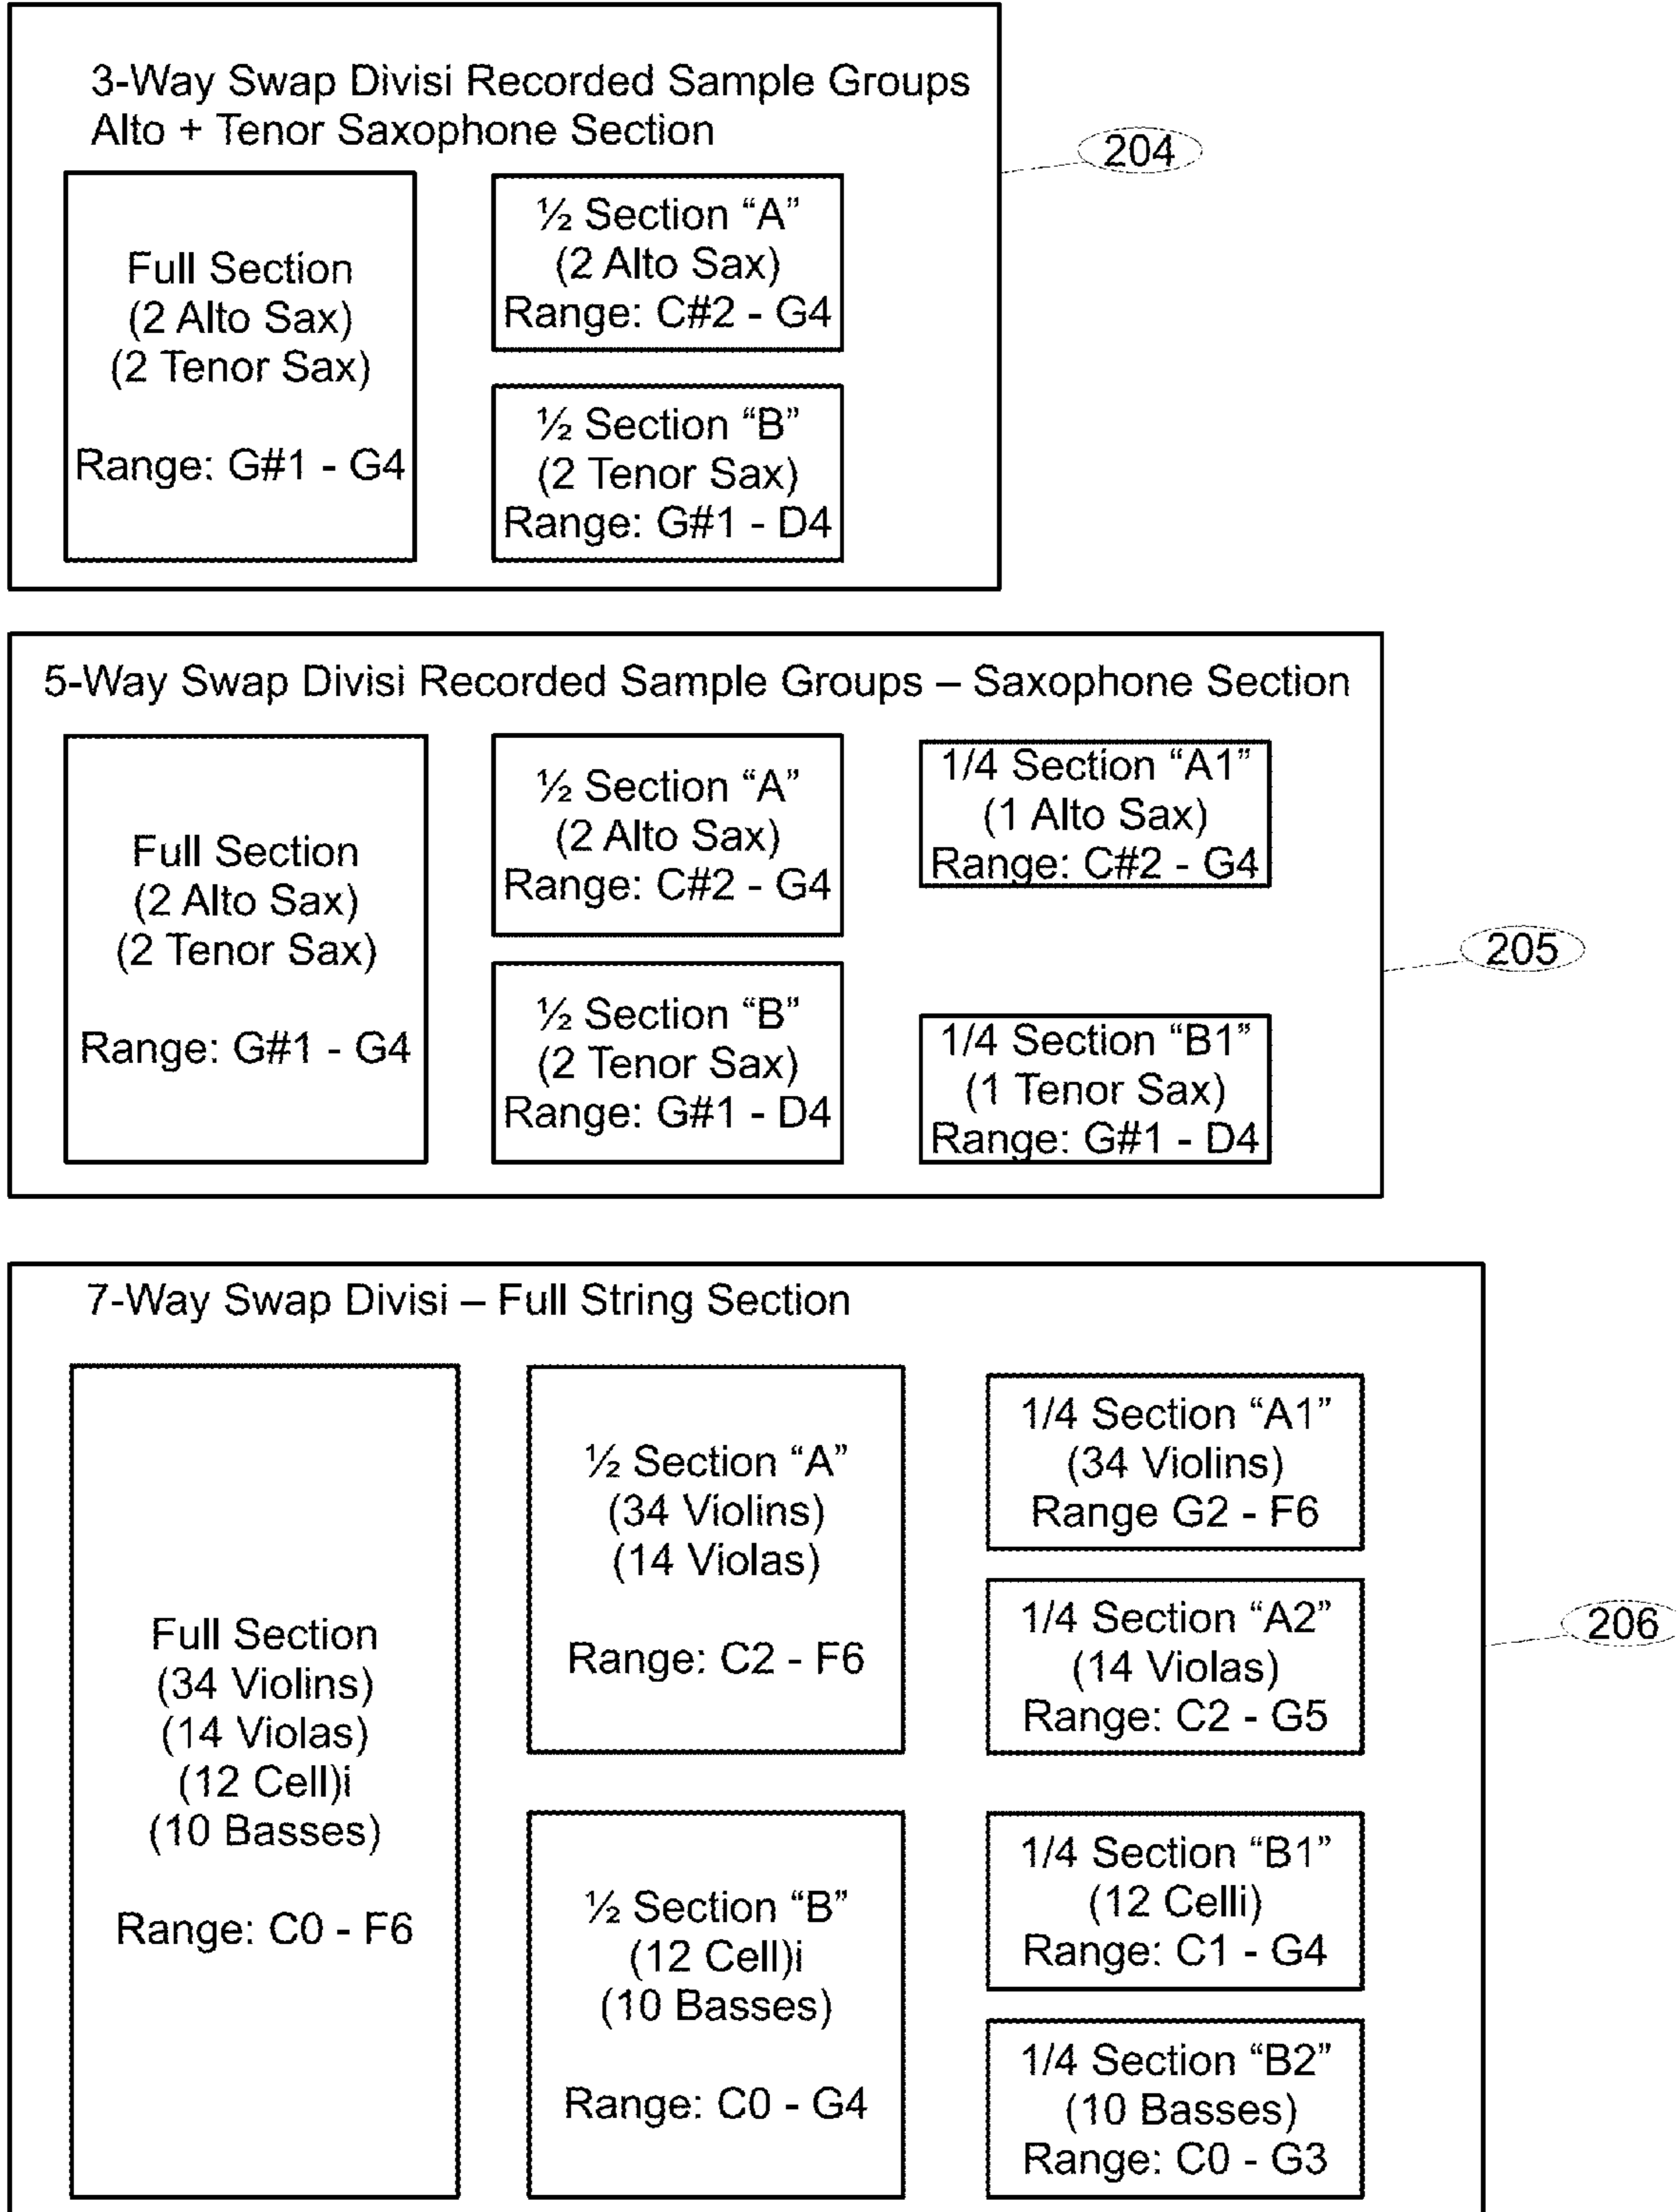 3-Way Swap Divisi Recorded Sample Groups
Alto + Tenor Saxophone Section
Full Section
(2 Alto Sax)
(2 Tenor Sax)
Range: G#1 - G4
½ Section “A”
(2 Alto Sax)
Range: C#2 - G4
½ Section “B”
(2 Tenor Sax)
Range: G#1 - D4
204
5-Way Swap Divisi Recorded Sample Groups – Saxophone Section
Full Section
(2 Alto Sax)
(2 Tenor Sax)
Range: G#1 - G4
½ Section “A”
(2 Alto Sax)
Range: C#2 - G4
½ Section “B”
(2 Tenor Sax)
Range: G#1 - D4
1/4 Section “A1”
(1 Alto Sax)
Range: C#2 - G4
1/4 Section “B1”
(1 Tenor Sax)
Range: G#1 - D4
205
7-Way Swap Divisi – Full String Section
Full Section
(34 Violins)
(14 Violas)
(12 Cell)i
(10 Basses)
Range: C0 - F6
½ Section “A”
(34 Violins)
(14 Violas)
Range: C2 - F6
½ Section “B”
(12 Cell)i
(10 Basses)
Range: C0 - G4
1/4 Section “A1”
(34 Violins)
Range G2 - F6
1/4 Section “A2”
(14 Violas)
Range: C2 - G5
1/4 Section “B1”
(12 Celli)
Range: C1 - G4
1/4 Section “B2”
(10 Basses)
Range: C0 - G3
206